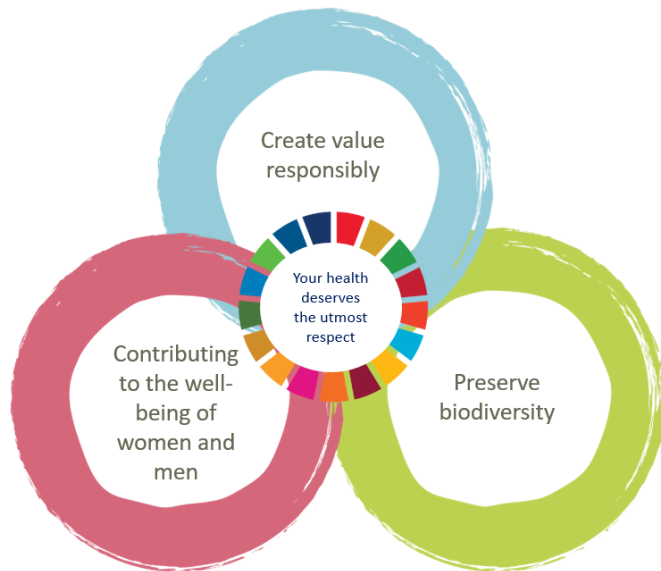 Create value
responsibly
Your health
deserves
the utmost
respect
Contributing
to the well-
being of
women and
men
Preserve
biodiversity